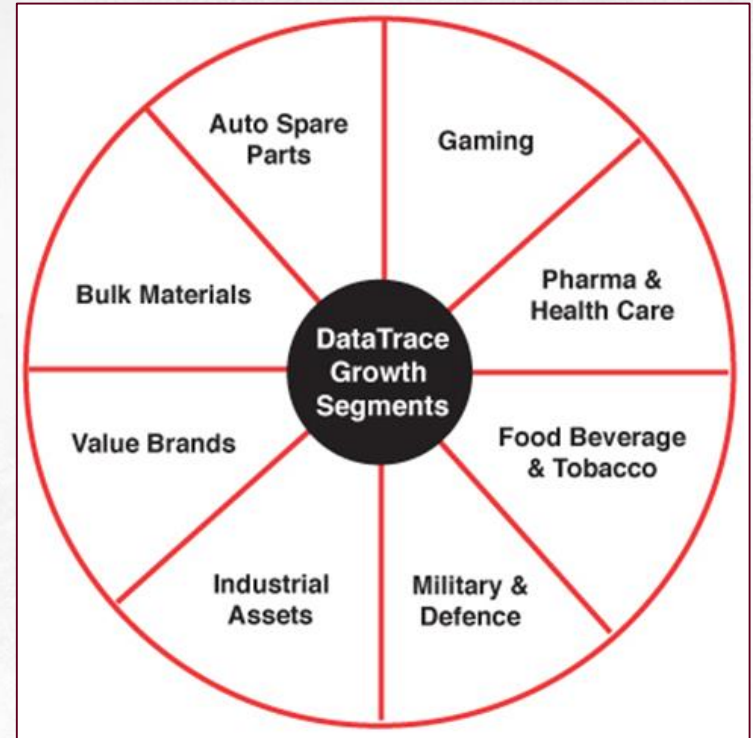 Auto Spare
Parts
Gaming
Pharma &
Health Care
Food Beverage
& Tobacco
Military &
Defence
Industrial
Assets
Value Brands
Bulk Materials
DataTrace
Growth
Segments